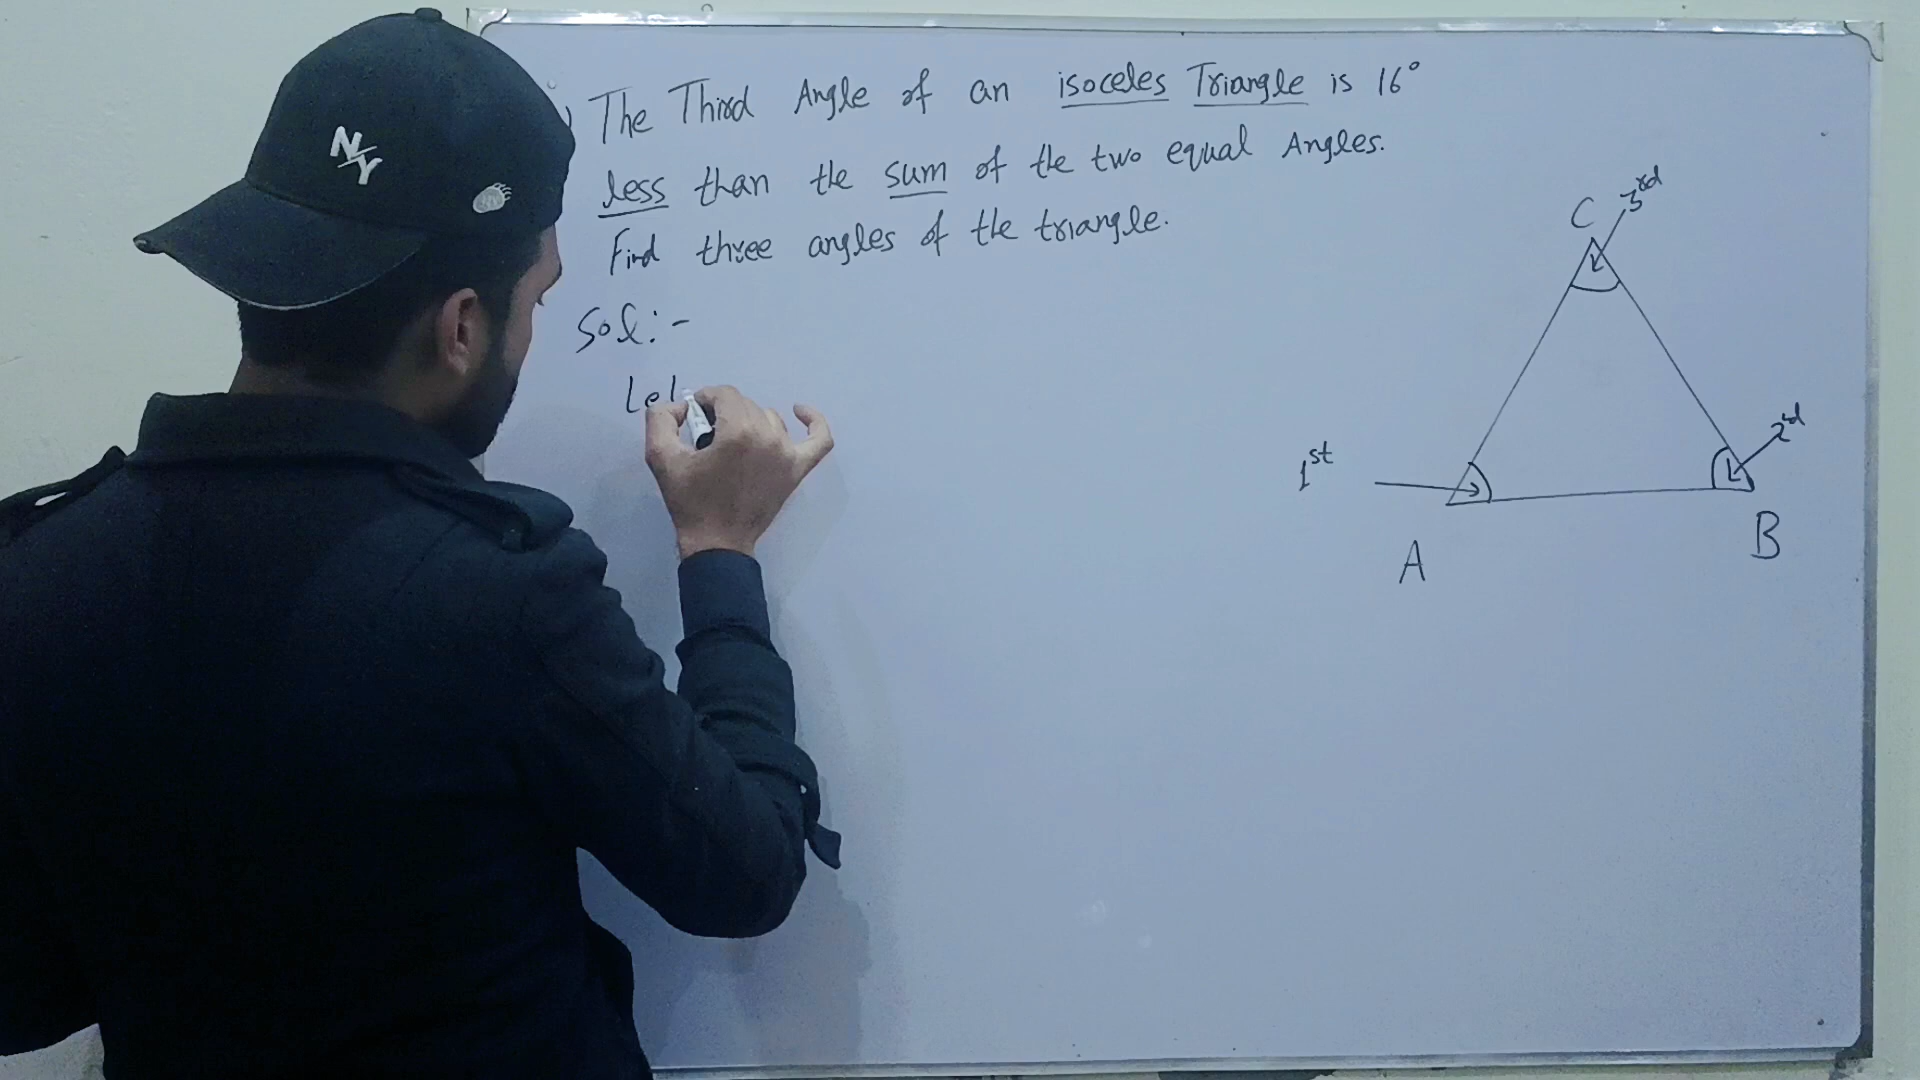 The Third Angle of an isoceles Triangle is 16°
less than the sum of the two equal Angles.
Find three angles of the triangle.
Sol:-
Let
C 3rd
2nd
1st
A
B
NY